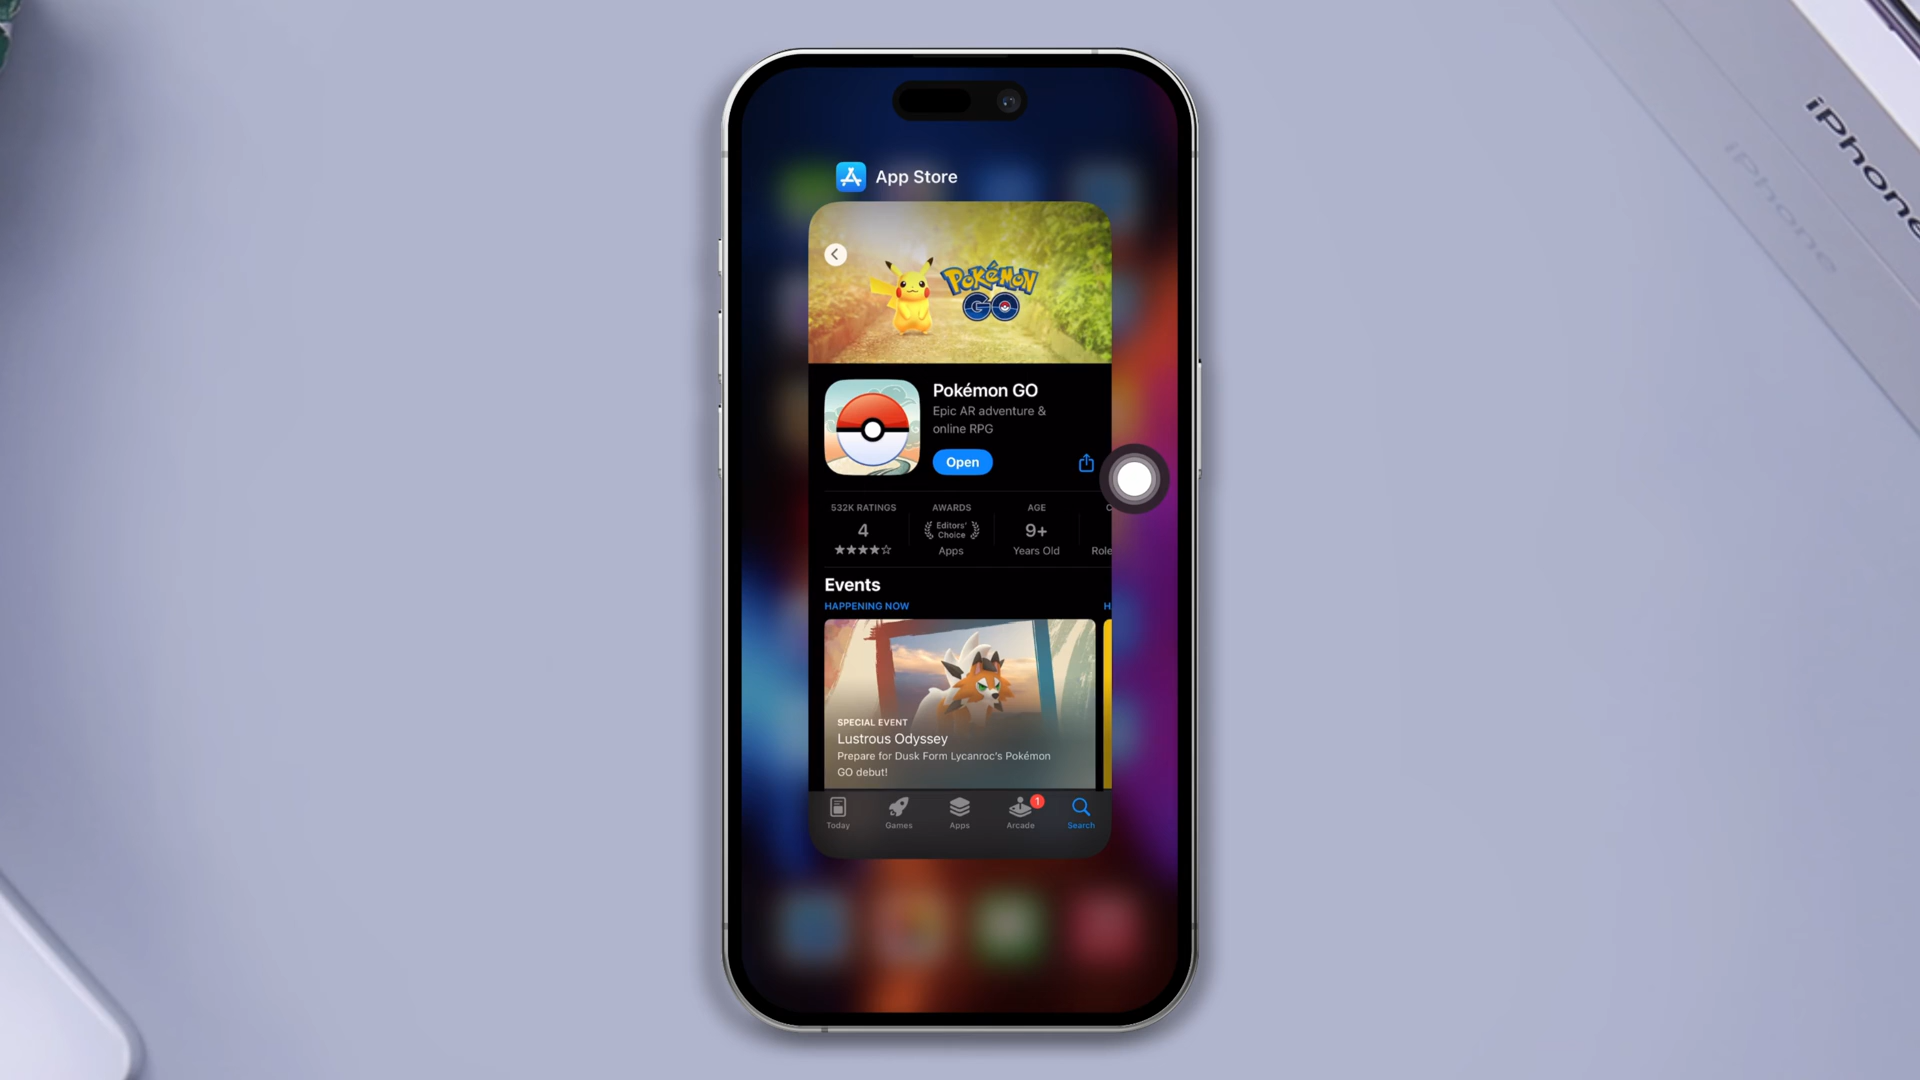 iPhone
iPhone
App Store
POKÉMON
GO
Pokémon GO
Epic AR adventure &
online RPG
Open
532K RATINGS
AWARDS
AGE
C
4
Editors'
Choice
9+
★★★★☆
Apps
Years Old
Role
Events
HAPPENING NOW
H
SPECIAL EVENT
Lustrous Odyssey
Prepare for Dusk Form Lycanroc's Pokémon
GO debut!
1
Today
Games
Apps
Arcade
Search